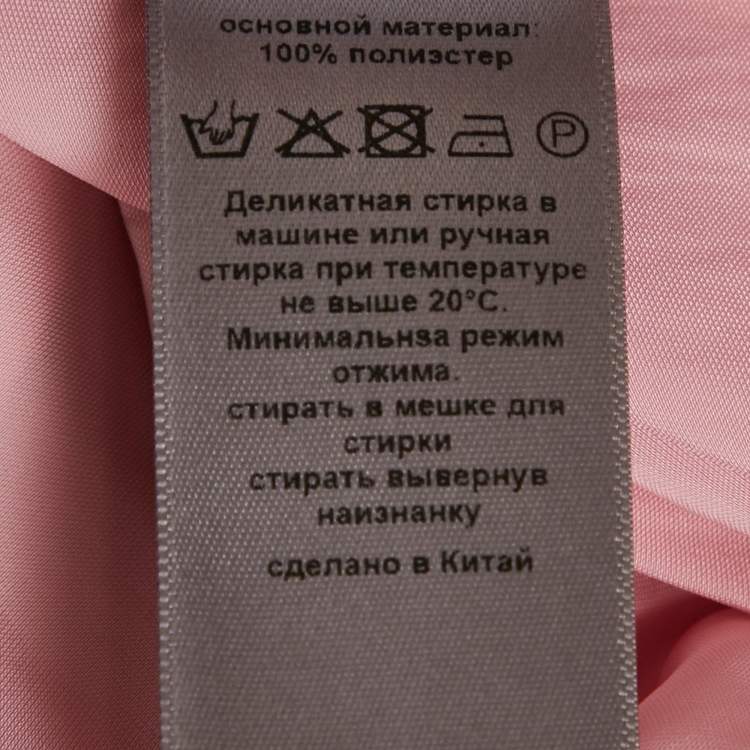 основной материал:
100% полиэстер
P
Деликатная стирка в
машине или ручная
стирка при температуре
не выше 20°C.
Минимальнsa режим
отжима.
стирать в мешке для
стирки
стирать вывернув
наизнанку
сделано в Китай